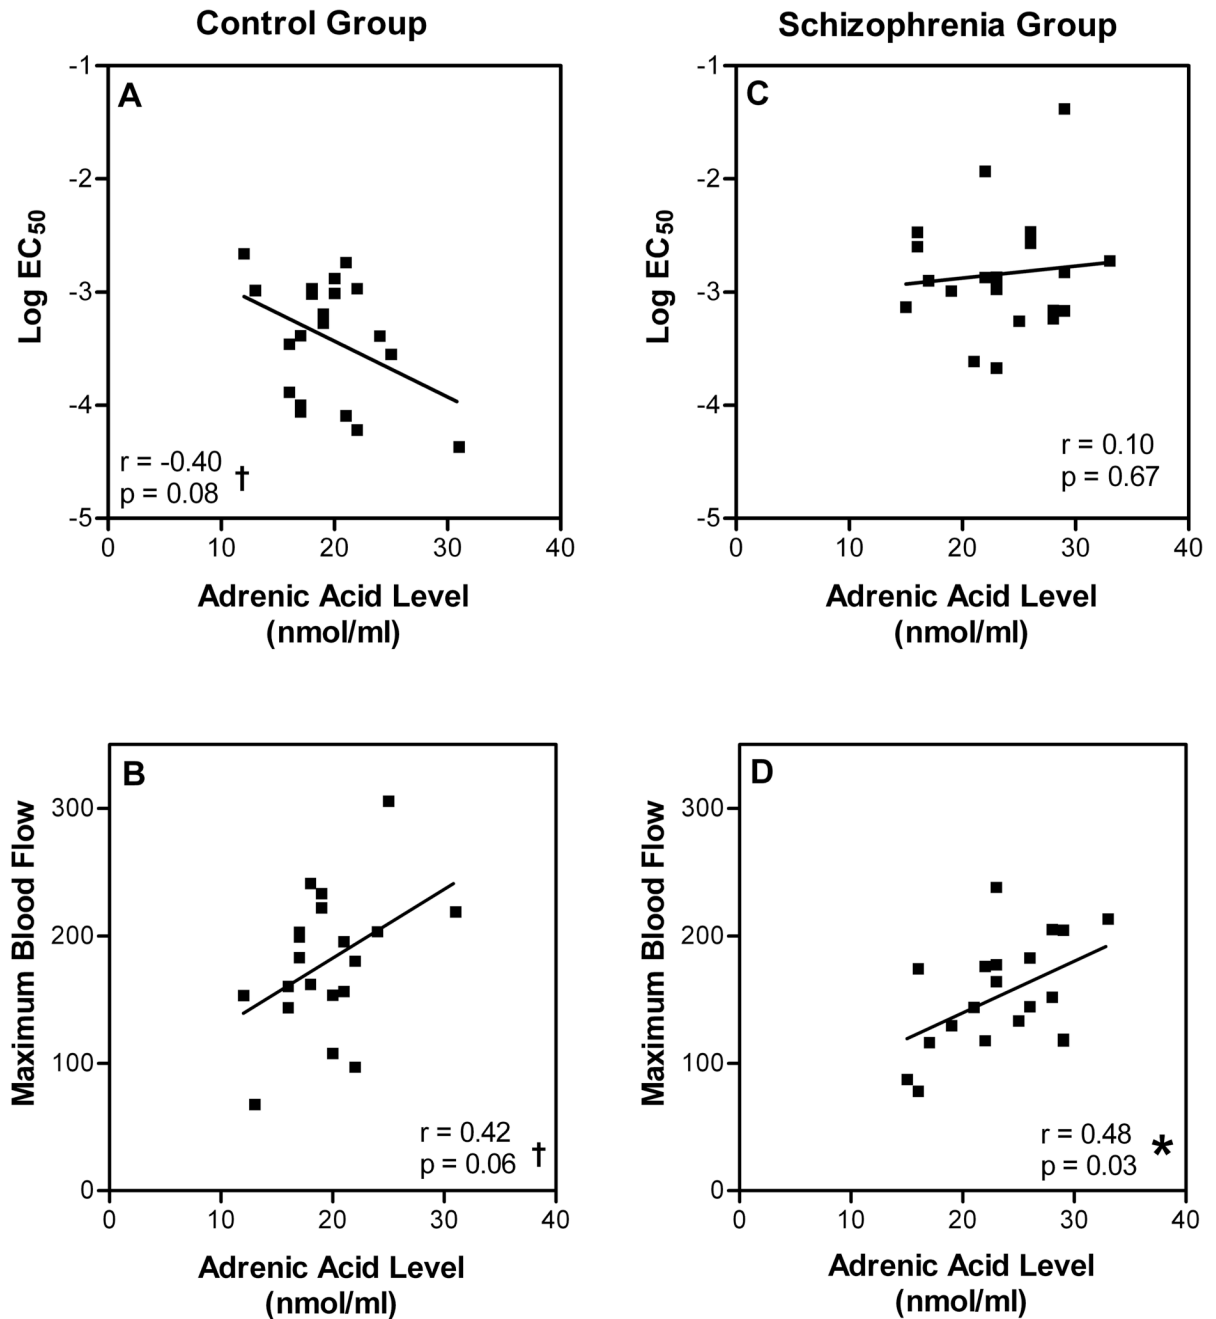 Control Group
A
Log EC50
-1
-2
-3
-4
-5
r = -0.40
p = 0.08 †
0 10 20 30 40
Adrenic Acid Level
(nmol/ml)
Schizophrenia Group
C
Log EC50
-1
-2
-3
-4
-5
r = 0.10
p = 0.67
0 10 20 30 40
Adrenic Acid Level
(nmol/ml)
B
Maximum Blood Flow
300
200
100
0
r = 0.42
p = 0.06 †
0 10 20 30 40
Adrenic Acid Level
(nmol/ml)
D
Maximum Blood Flow
300
200
100
0
r = 0.48
p = 0.03 *
0 10 20 30 40
Adrenic Acid Level
(nmol/ml)